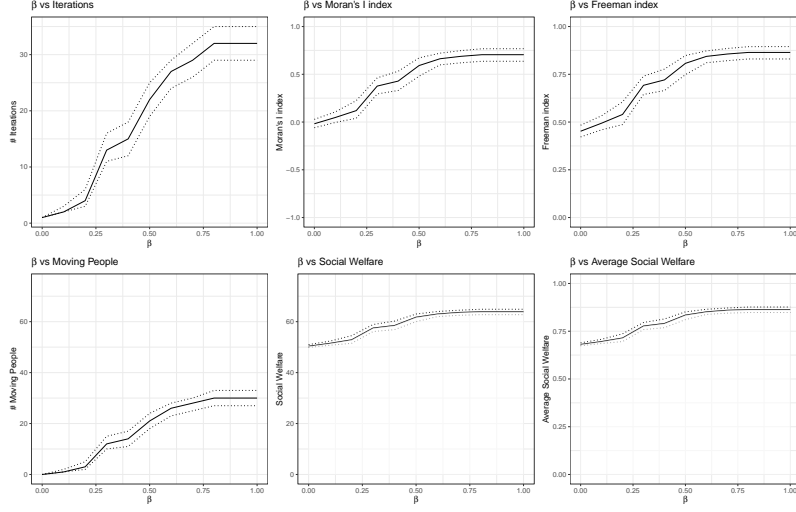 β vs Iterations
# Iterations
30
20
10
0
0.00 0.25 0.50 0.75 1.00
β
β vs Moran's I index
Moran's I index
1.0
0.5
0.0
−0.5
−1.0
0.00 0.25 0.50 0.75 1.00
β
β vs Freeman index
Freeman index
1.00
0.75
0.50
0.25
0.00
0.00 0.25 0.50 0.75 1.00
β
β vs Moving People
# Moving People
60
40
20
0
0.00 0.25 0.50 0.75 1.00
β
β vs Social Welfare
Social Welfare
60
40
20
0
0.00 0.25 0.50 0.75 1.00
β
β vs Average Social Welfare
Average Social Welfare
1.00
0.75
0.50
0.25
0.00
0.00 0.25 0.50 0.75 1.00
β